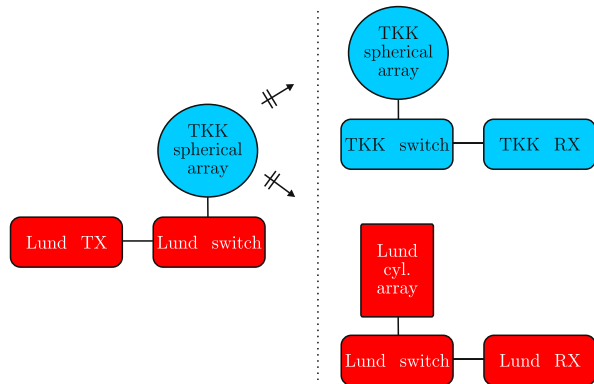 TKK
spherical
array
Lund TX
Lund switch
TKK
spherical
array
TKK switch
TKK RX
Lund
cyl.
array
Lund switch
Lund RX